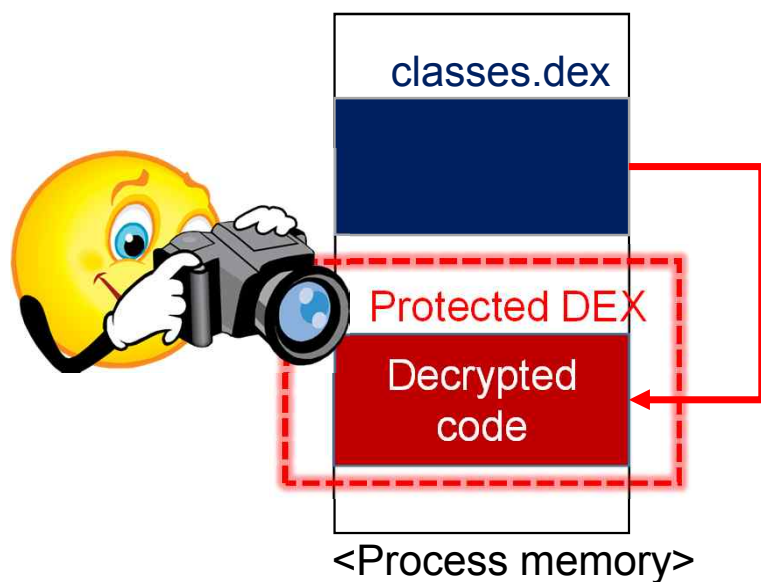 classes.dex
Protected DEX
Decrypted
code
<Process memory>